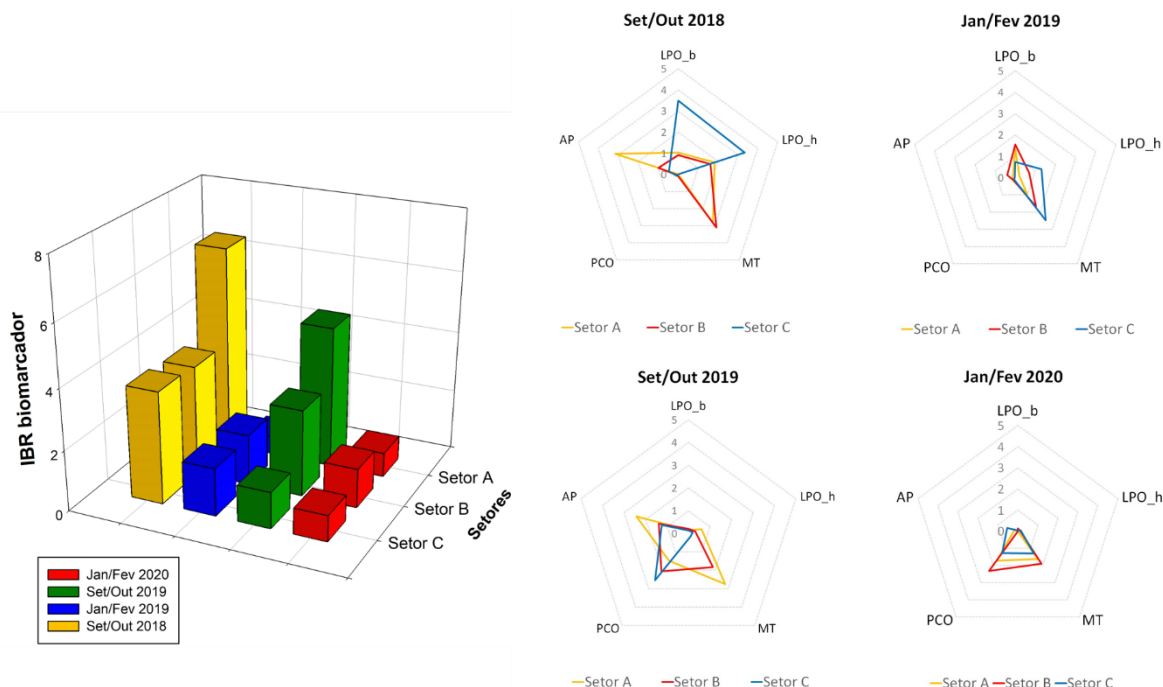 8
6
4
2
0
IBR biomarcador
Setor A
Setor B
Setor C
Setores
Jan/Fev 2020
Set/Out 2019
Jan/Fev 2019
Set/Out 2018
Set/Out 2018
LPO_b
5
4
3
2
1
0
AP
LPO_h
PCO
MT
Setor A Setor B Setor C
Jan/Fev 2019
LPO_b
5
4
3
2
1
0
AP
LPO_h
PCO
MT
Setor A Setor B Setor C
Set/Out 2019
LPO_b
5
4
3
2
1
0
AP
LPO_h
PCO
MT
Setor A Setor B Setor C
Jan/Fev 2020
LPO_b
5
4
3
2
1
0
AP
LPO_h
PCO
MT
Setor A Setor B Setor C